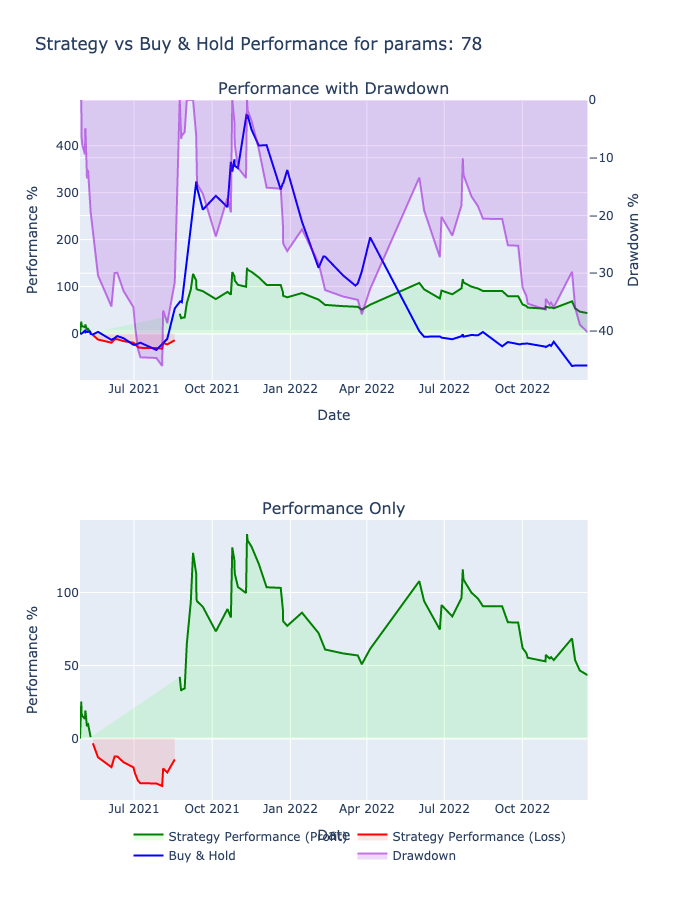 Strategy vs Buy & Hold Performance for params: 78
Performance with Drawdown
400
300
200
100
0
Performance %
0
−10
−20
−30
−40
Drawdown %
Jul 2021 Oct 2021 Jan 2022 Apr 2022 Jul 2022 Oct 2022
Date
Performance Only
100
50
0
Performance %
Jul 2021 Oct 2021 Jan 2022 Apr 2022 Jul 2022 Oct 2022
Date
Strategy Performance (Profit) Strategy Performance (Loss)
Buy & Hold Drawdown